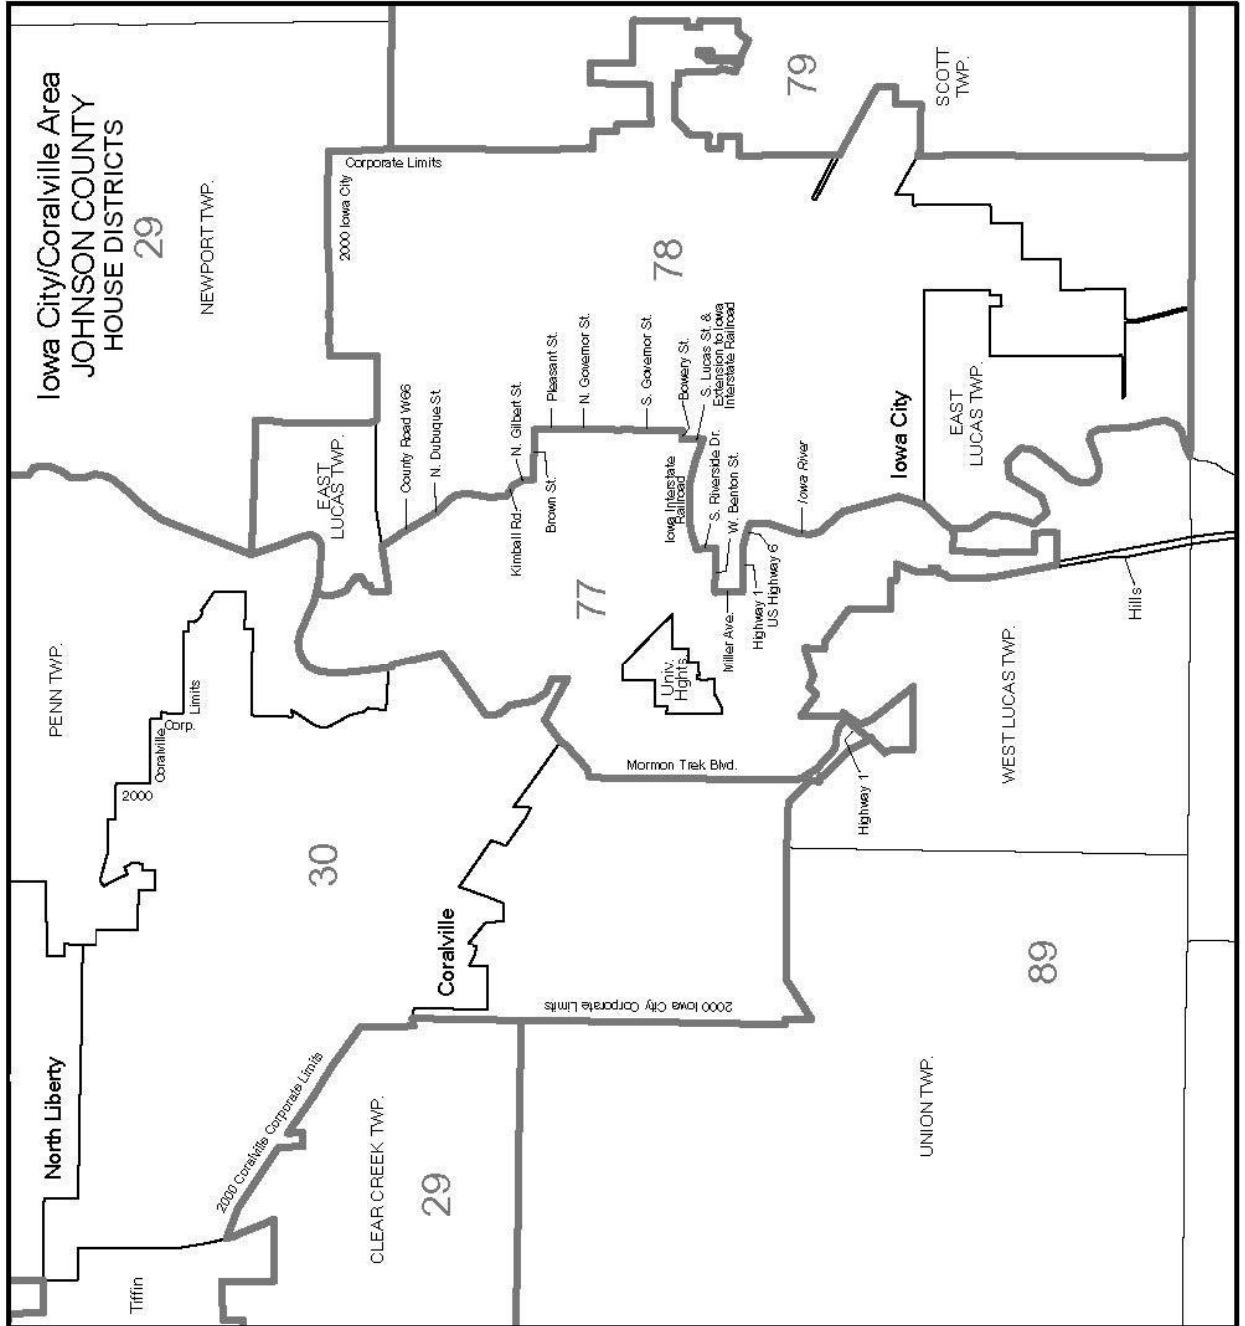 Iowa City/Coralville Area
JOHNSON COUNTY
HOUSE DISTRICTS
North Liberty
PENN TWP.
Tiffin
2000
Coralville
Corp.
Limits
29
NEWPORT TWP.
2000 Coralville Corporate Limits
30
EAST
LUCAS TWP.
2000 Iowa City
Corporate Limits
CLEAR CREEK TWP.
29
Coralville
County Road W66
N. Dubuque St.
Kimball Rd.
N. Gilbert St.
Brown St.
Pleasant St.
N. Governor St.
2000 Iowa City Corporate Limits
77
S. Governor St.
78
Mormon Trek Blvd.
Univ.
Hghts.
Iowa Interstate
Railroad
Bowery St.
S. Lucas St. &
Extension to Iowa
Interstate Railroad
S. Riverside Dr.
W. Benton St.
Miller Ave.
Highway 1
US Highway 6
Iowa River
79
Highway 1
Iowa City
UNION TWP.
SCOTT
TWP.
EAST
LUCAS TWP.
WEST LUCAS TWP.
89
Hills